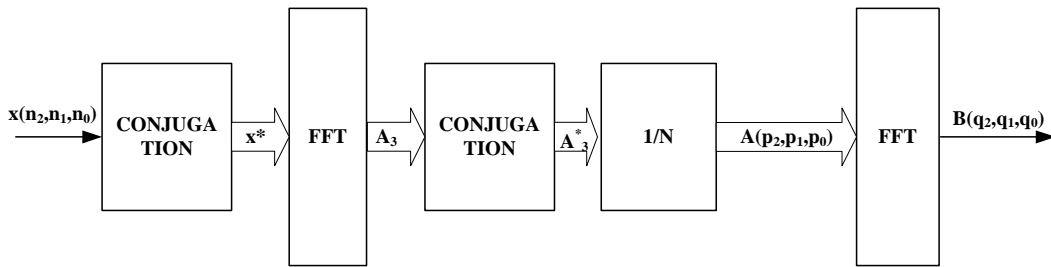 x(n₂,n₁,n₀)
CONJUGA
TION
x*
FFT
A₃
CONJUGA
TION
A*₃
1/N
A(p₂,p₁,p₀)
FFT
B(q₂,q₁,q₀)